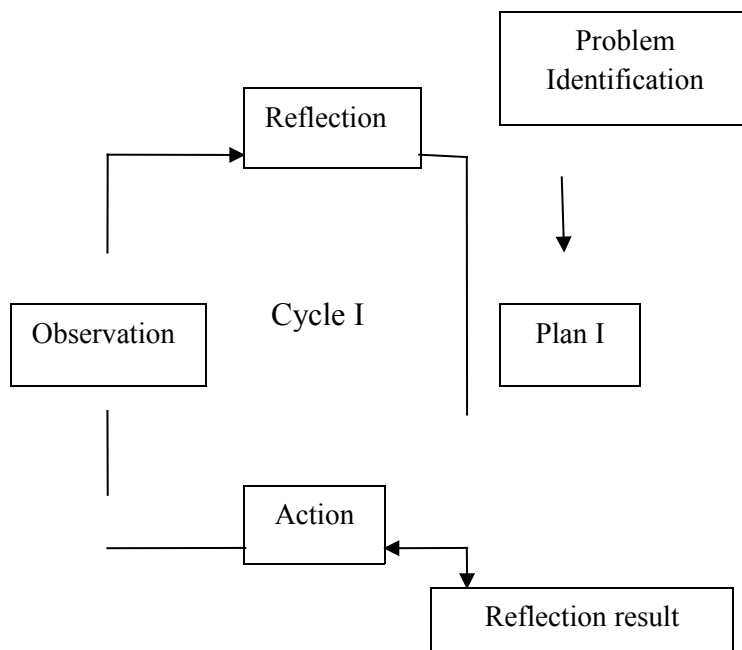 Problem
Identification
Reflection
Observation
Cycle I
Plan I
Action
Reflection result